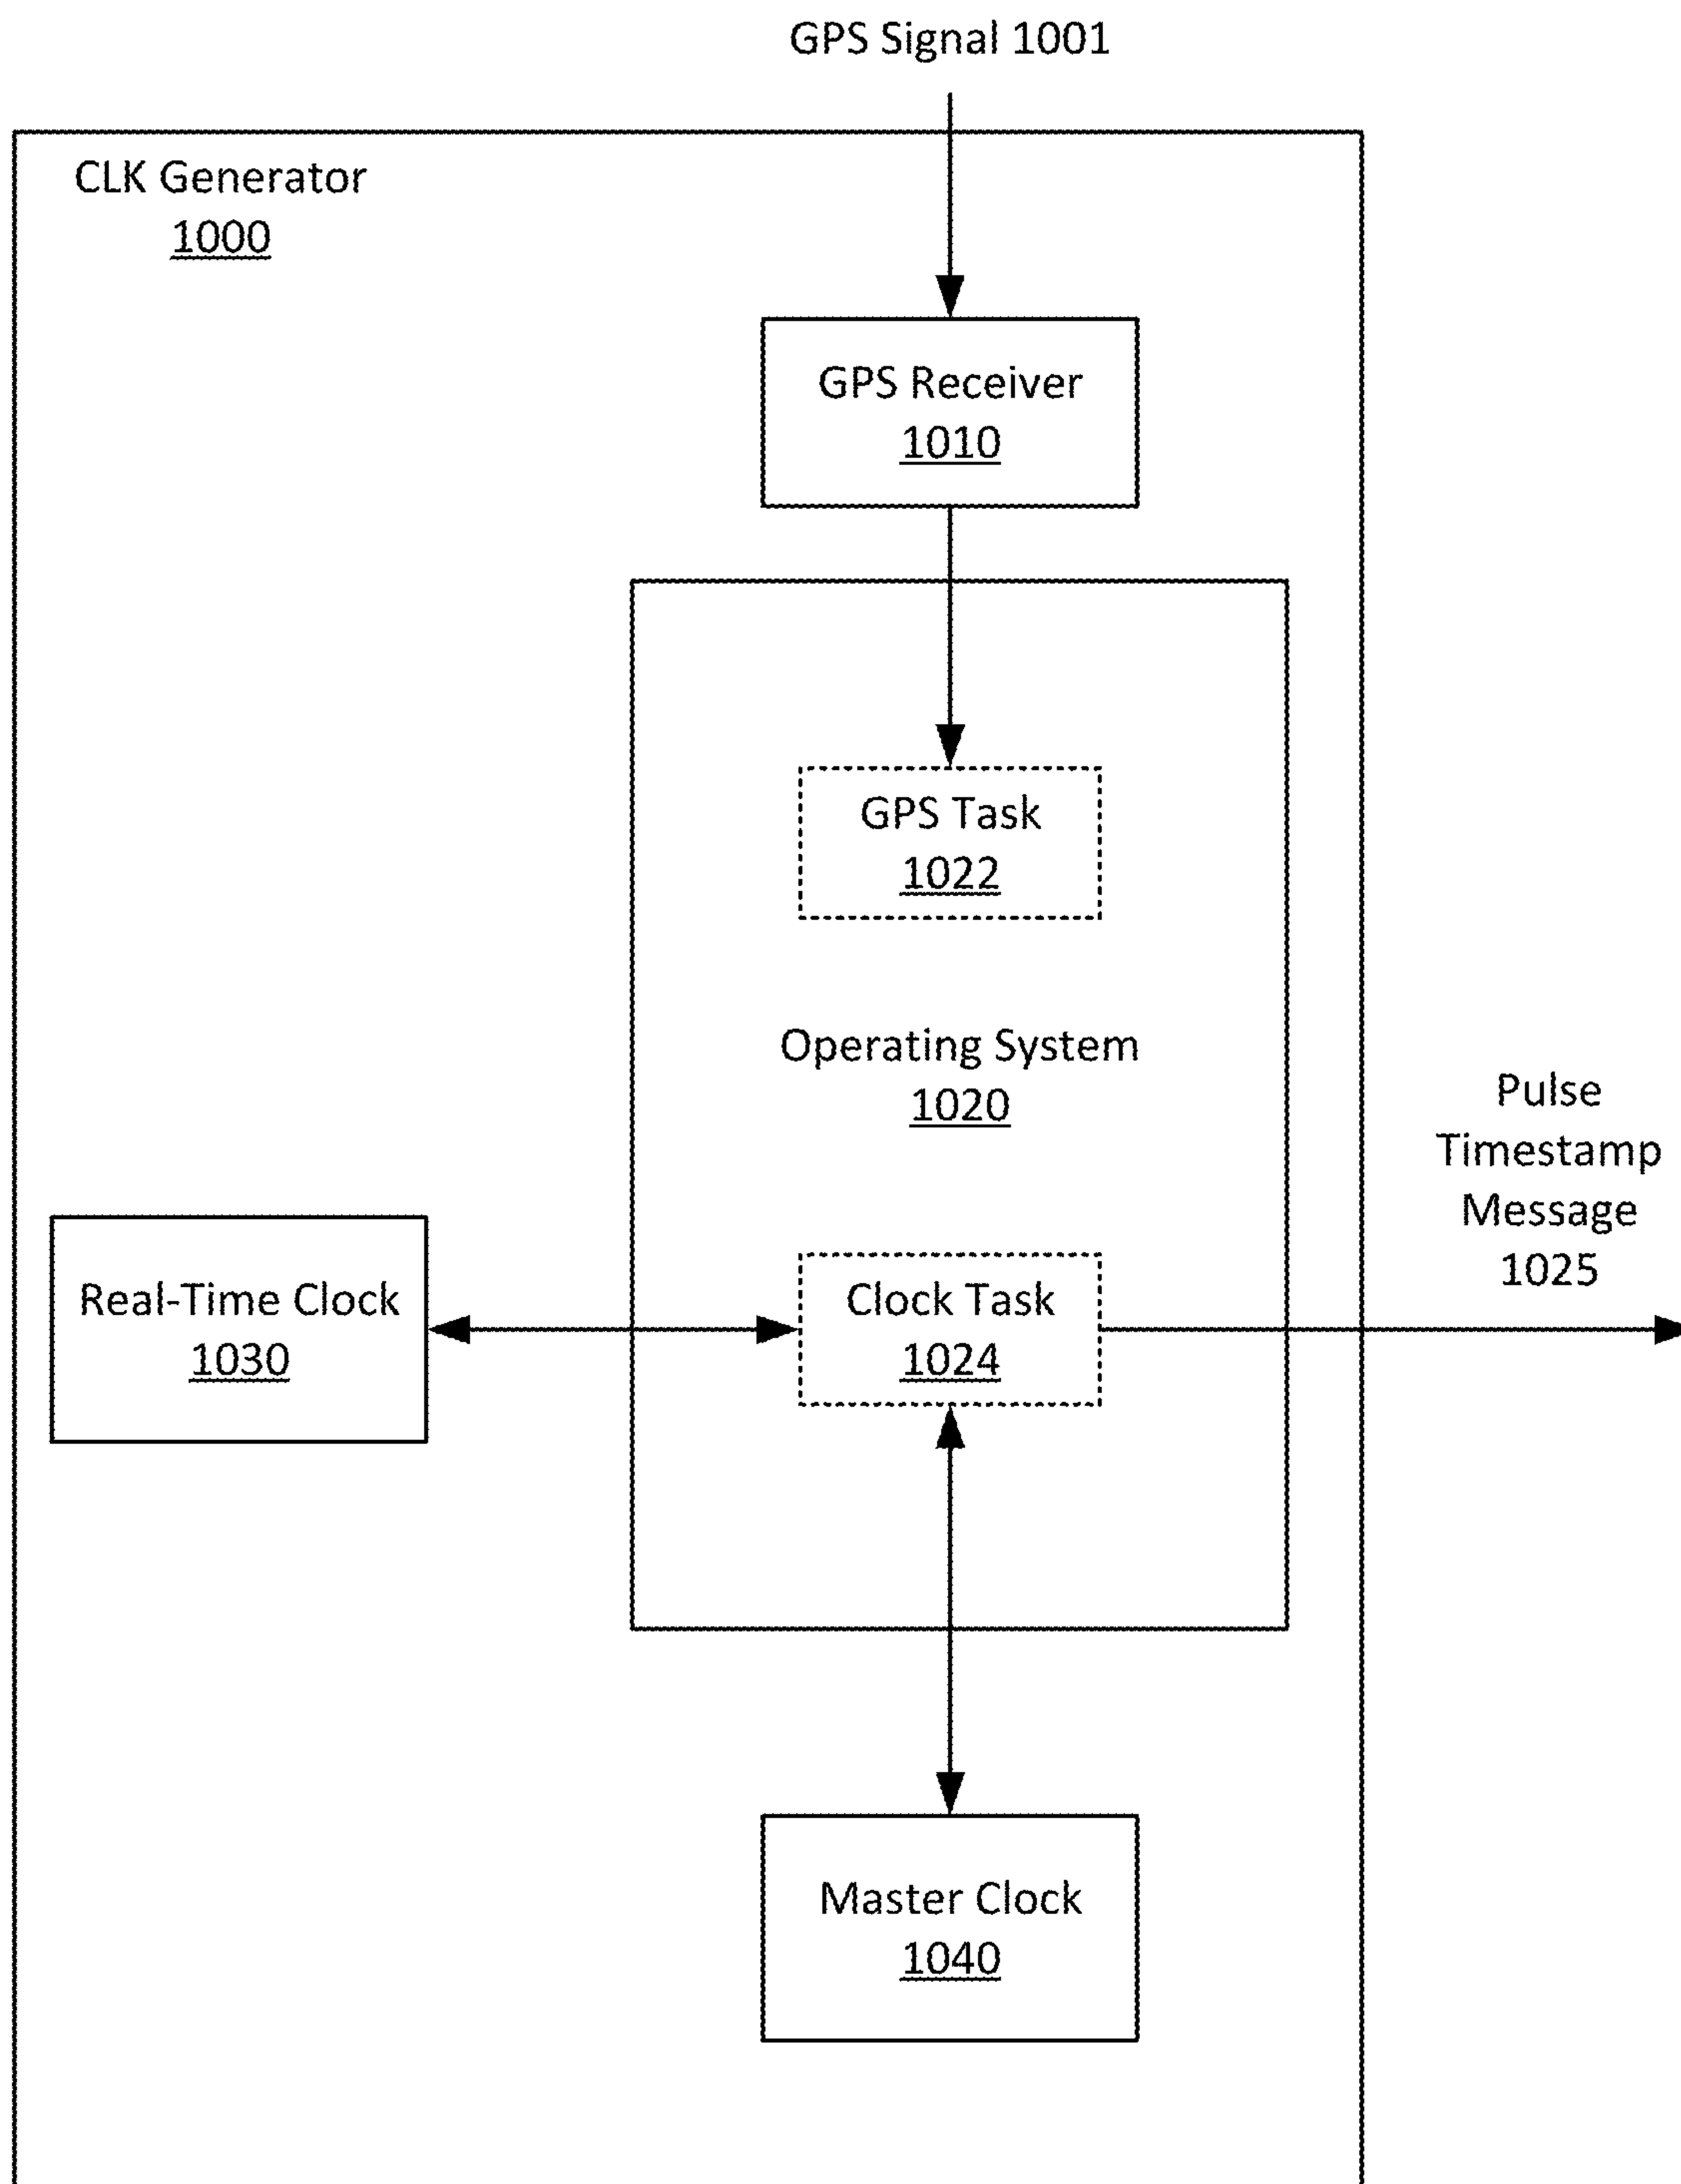 GPS Signal 1001
CLK Generator
1000
GPS Receiver
1010
GPS Task
1022
Operating System
1020
Pulse
Timestamp
Message
1025
Real-Time Clock
1030
Clock Task
1024
Master Clock
1040